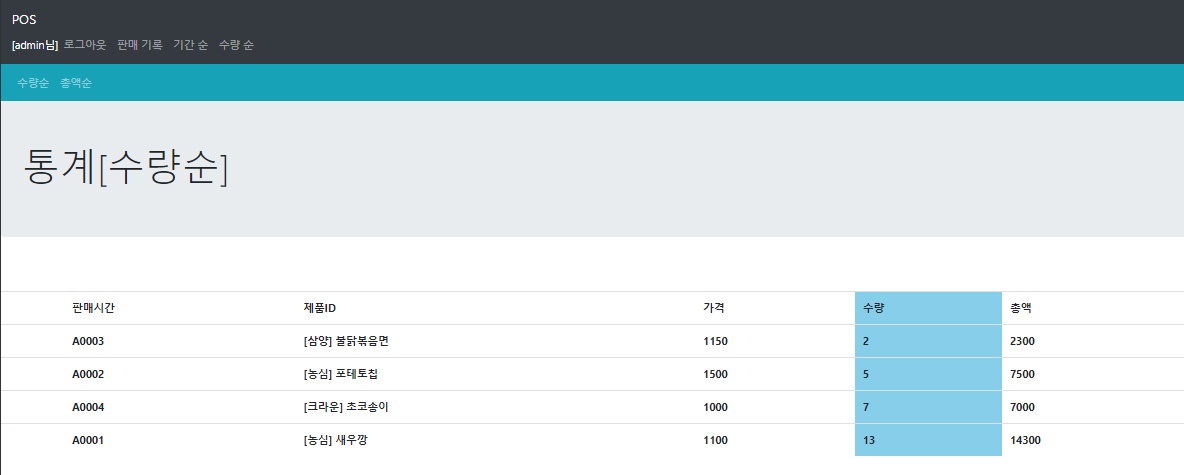 POS
[admin님] 로그아웃 판매 기록 기간 순 수량 순
수량순 총액순
통계[수량순]
판매시간 제품ID 가격 수량 총액
A0003 [삼양] 불닭볶음면 1150 2 2300
A0002 [농심] 포테토칩 1500 5 7500
A0004 [크라운] 초코송이 1000 7 7000
A0001 [농심] 새우깡 1100 13 14300